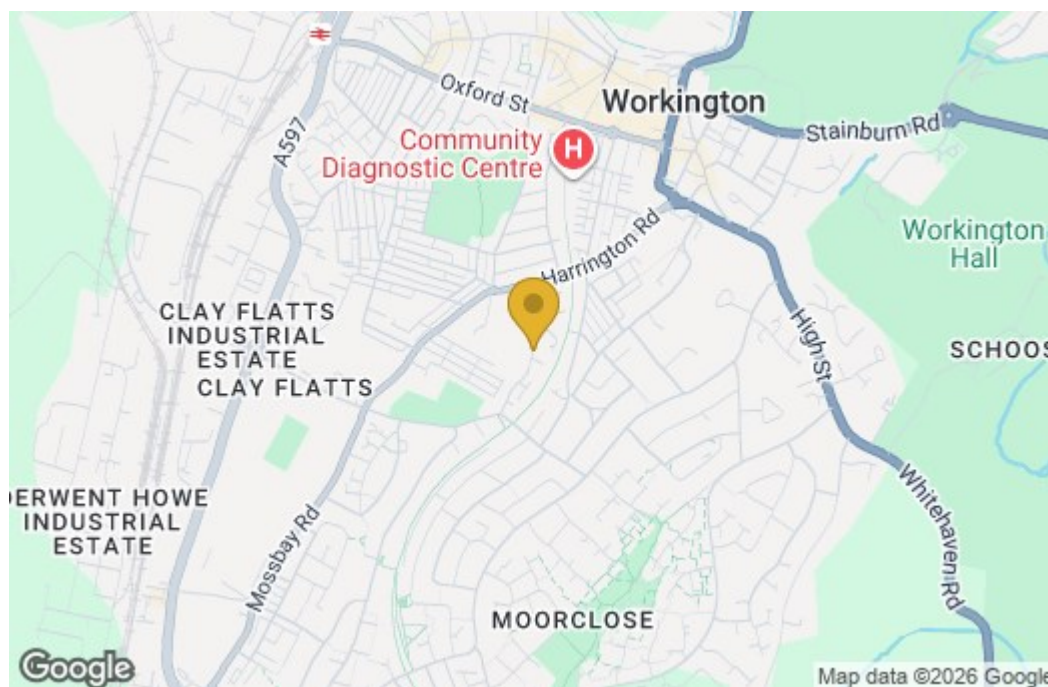 Oxford St
Workington
Stainburn Rd
A597
Community
Diagnostic Centre
H
Workington
Hall
Harrington Rd
CLAY FLATTS
INDUSTRIAL
ESTATE
CLAY FLATTS
High St
SCHOOS
DERWENT HOWE
INDUSTRIAL
ESTATE
Mossbay Rd
Whitehaven Rd
MOORCLOSE
Google
Map data ©2026 Google